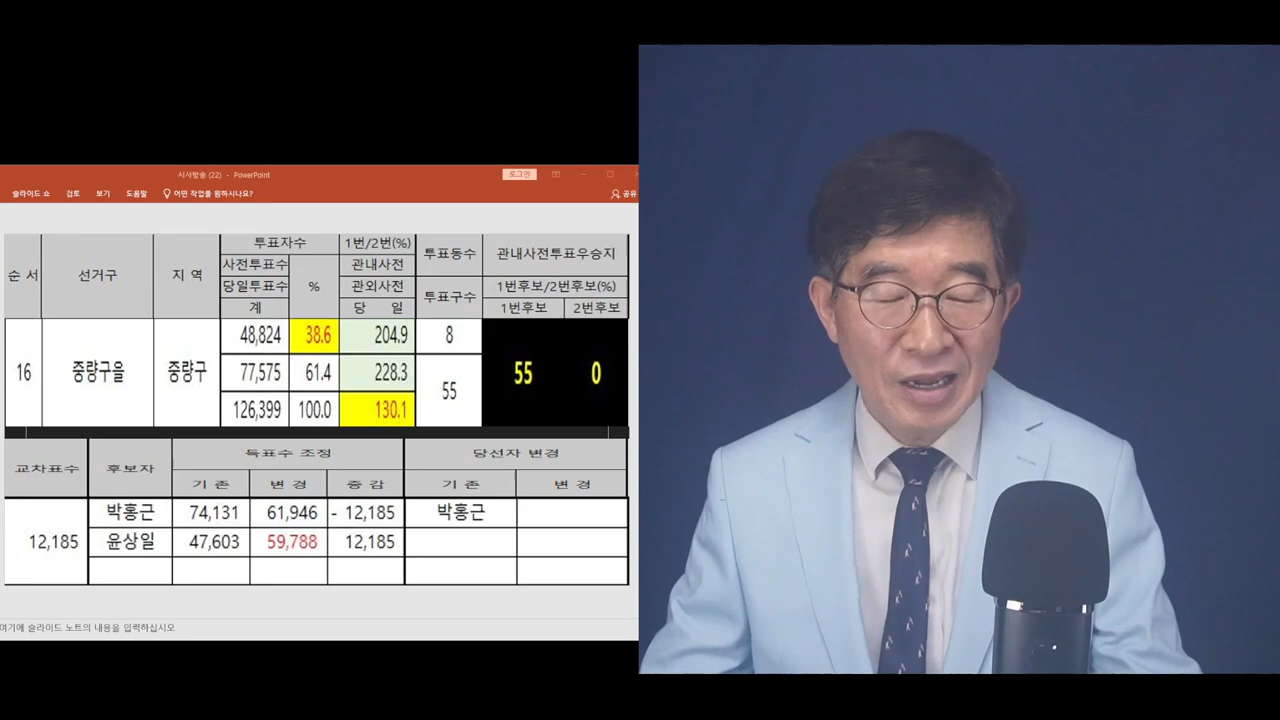 시사방송 (22) - PowerPoint
로그인
슬라이드 쇼 검토 보기 도움말 어떤 작업을 원하시나요?
공유
순 서 선거구 지 역 투표자수 1번/2번(%) 투표동수 관내사전투표우승지
사전투표수 % 관내사전
당일투표수 관외사전 투표구수 1번후보/2번후보(%)
계 당 일 1번후보 2번후보
16 중랑구을 중랑구 48,824 38.6 204.9 8 55 0
77,575 61.4 228.3 55
126,399 100.0 130.1
교차표수 후보자 득표수 조정 당선자 변경
기 존 변 경 증 감 기 존 변 경
12,185 박홍근 74,131 61,946 - 12,185 박홍근
윤상일 47,603 59,788 12,185
여기에 슬라이드 노트의 내용을 입력하십시오